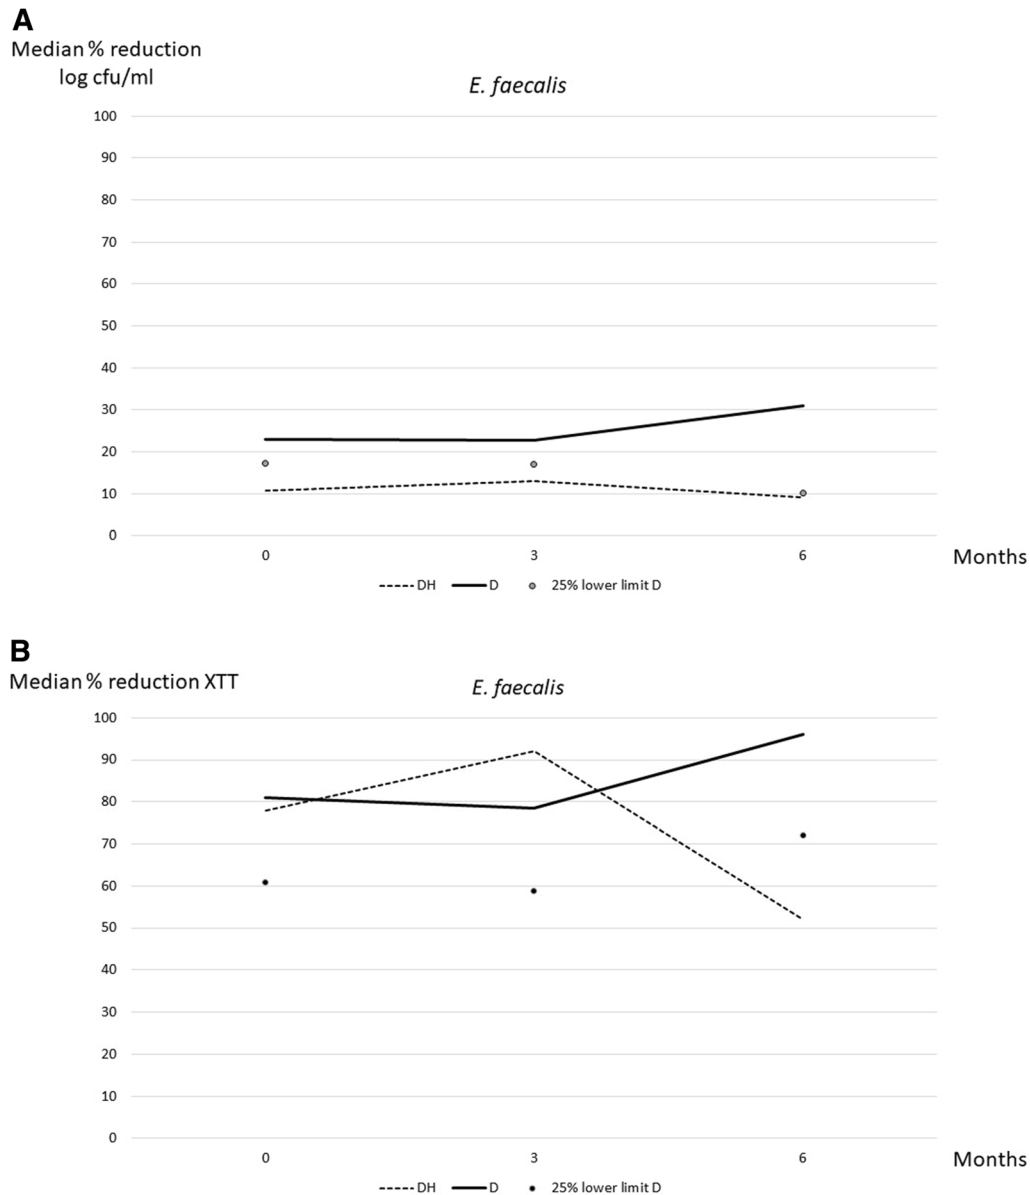 A
Median % reduction
log cfu/ml
E. faecalis
100
90
80
70
60
50
40
30
20
10
0
0 3 6 Months
DH D 25% lower limit D
B
Median % reduction XTT
E. faecalis
100
90
80
70
60
50
40
30
20
10
0
0 3 6 Months
DH D 25% lower limit D